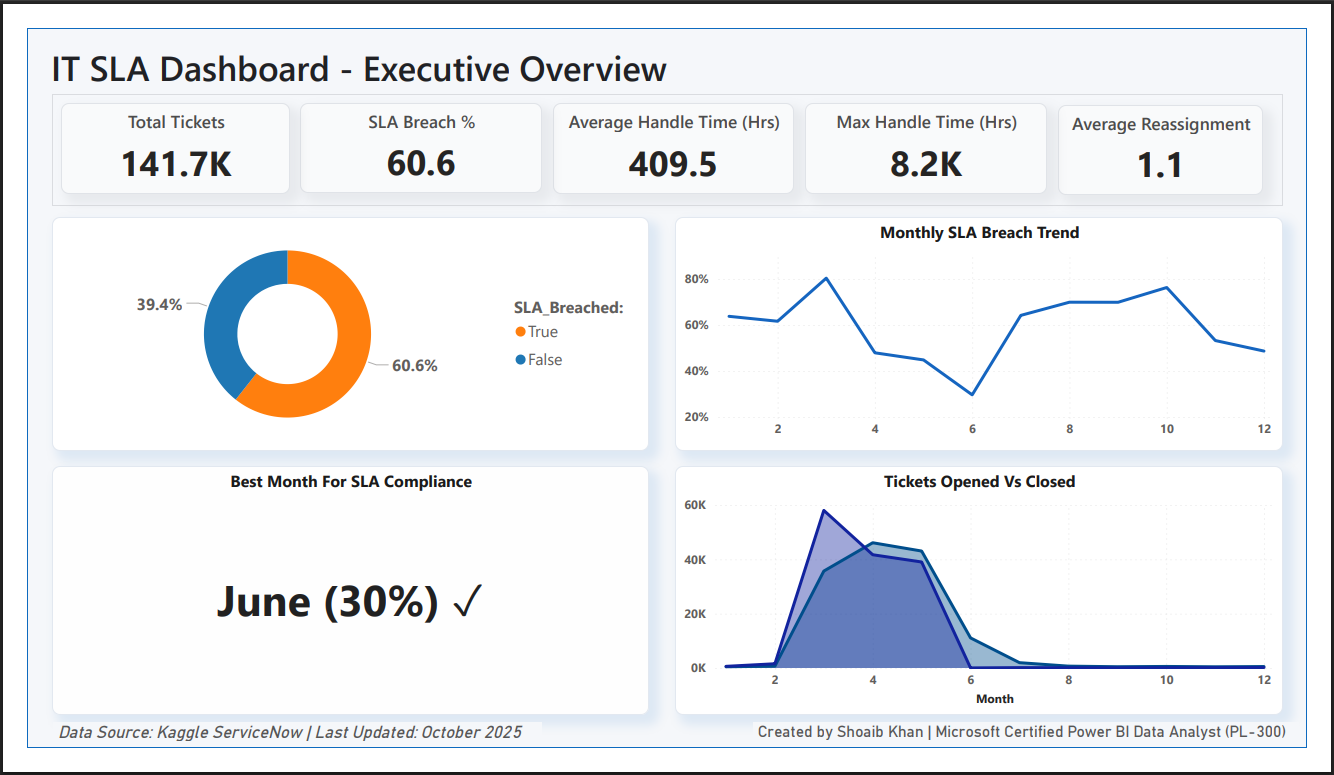 IT SLA Dashboard - Executive Overview
Total Tickets
141.7K
SLA Breach %
60.6
Average Handle Time (Hrs)
409.5
Max Handle Time (Hrs)
8.2K
Average Reassignment
1.1
39.4%
60.6%
SLA_Breached:
True
False
Monthly SLA Breach Trend
80%
60%
40%
20%
2 4 6 8 10 12
Best Month For SLA Compliance
June (30%) ✓
Tickets Opened Vs Closed
60K
40K
20K
0K
2 4 6 8 10 12
Month
Data Source: Kaggle ServiceNow | Last Updated: October 2025
Created by Shoaib Khan | Microsoft Certified Power BI Data Analyst (PL-300)